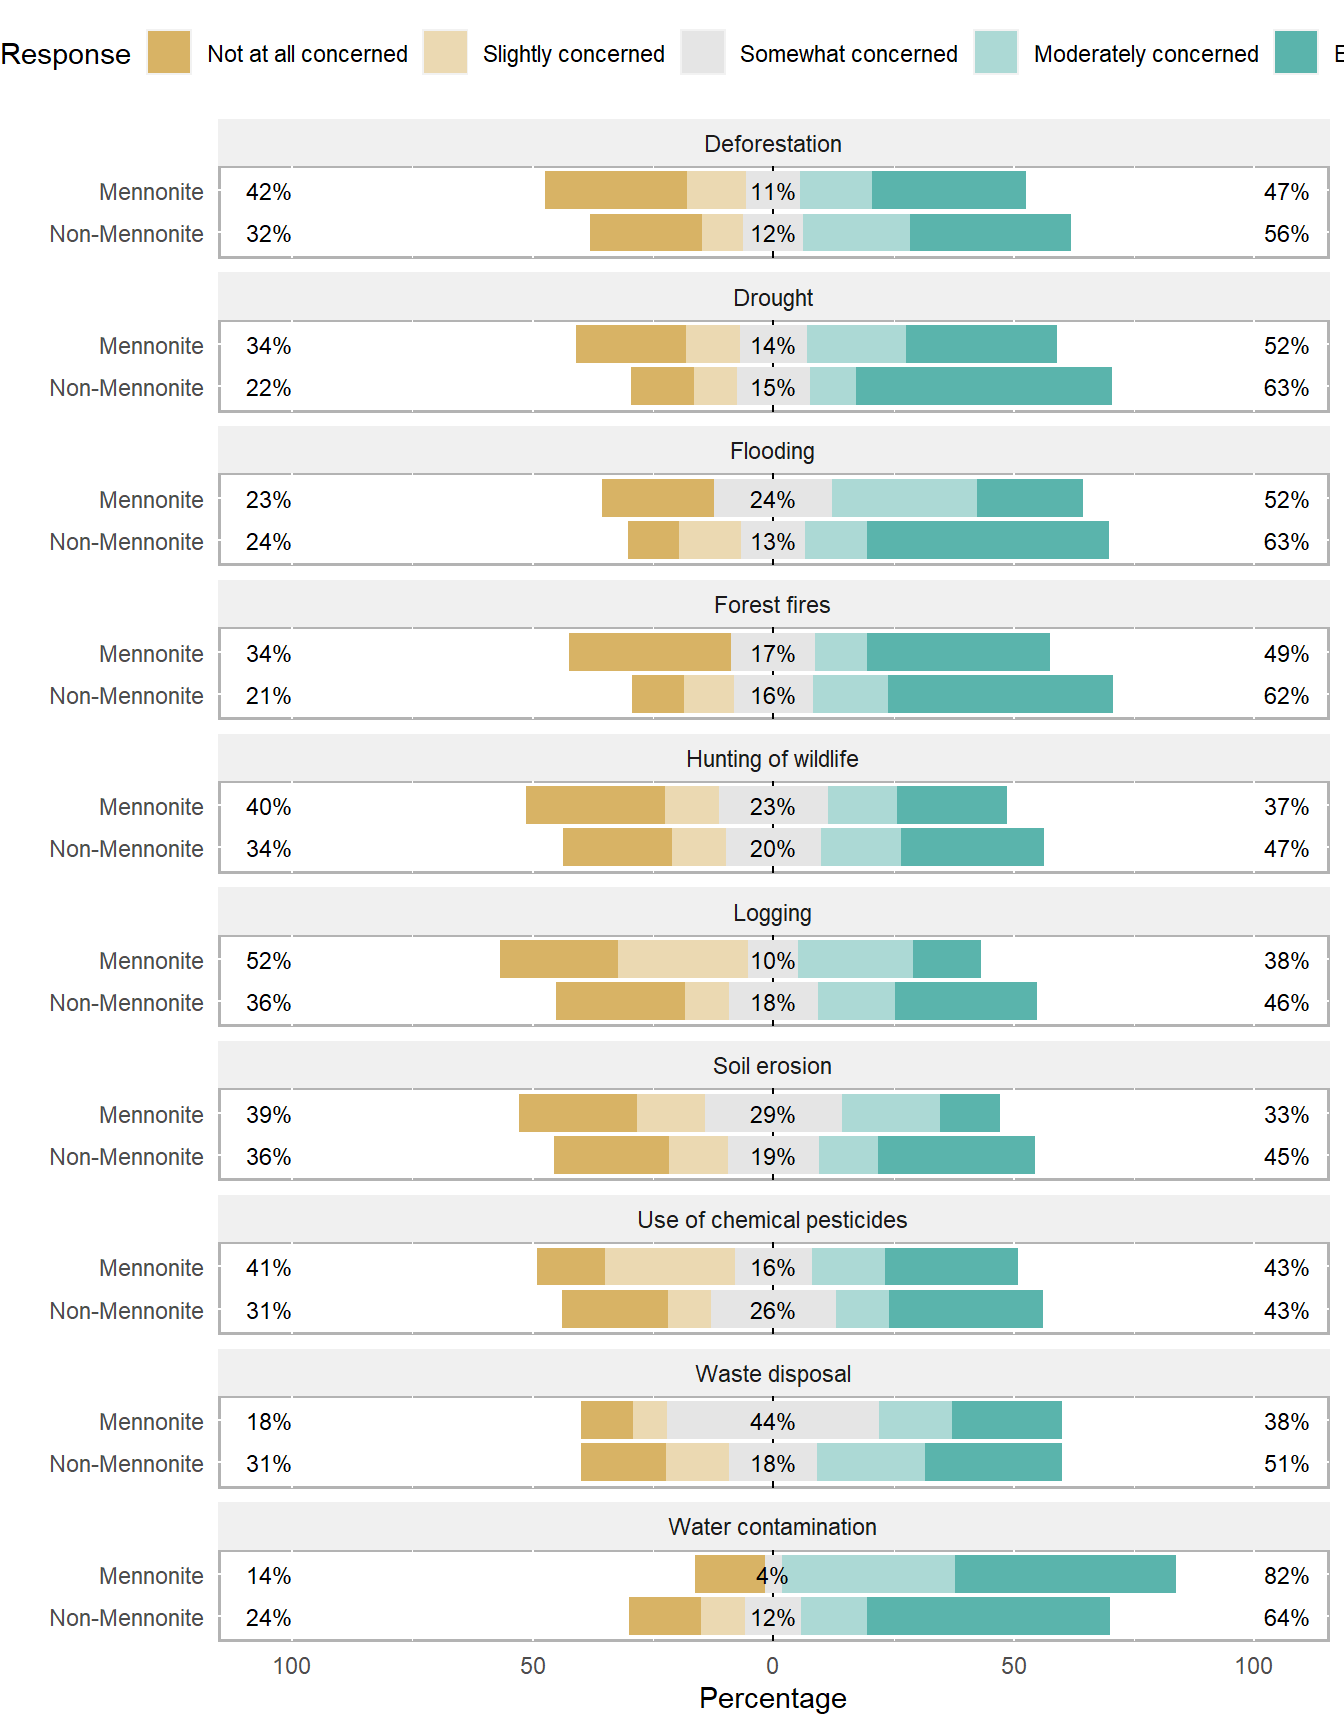 Response Not at all concerned Slightly concerned Somewhat concerned Moderately concerned E
Deforestation
Mennonite 42% 11% 47%
Non-Mennonite 32% 12% 56%
Drought
Mennonite 34% 14% 52%
Non-Mennonite 22% 15% 63%
Flooding
Mennonite 23% 24% 52%
Non-Mennonite 24% 13% 63%
Forest fires
Mennonite 34% 17% 49%
Non-Mennonite 21% 16% 62%
Hunting of wildlife
Mennonite 40% 23% 37%
Non-Mennonite 34% 20% 47%
Logging
Mennonite 52% 10% 38%
Non-Mennonite 36% 18% 46%
Soil erosion
Mennonite 39% 29% 33%
Non-Mennonite 36% 19% 45%
Use of chemical pesticides
Mennonite 41% 16% 43%
Non-Mennonite 31% 26% 43%
Waste disposal
Mennonite 18% 44% 38%
Non-Mennonite 31% 18% 51%
Water contamination
Mennonite 14% 4% 82%
Non-Mennonite 24% 12% 64%
100 50 0 50 100
Percentage